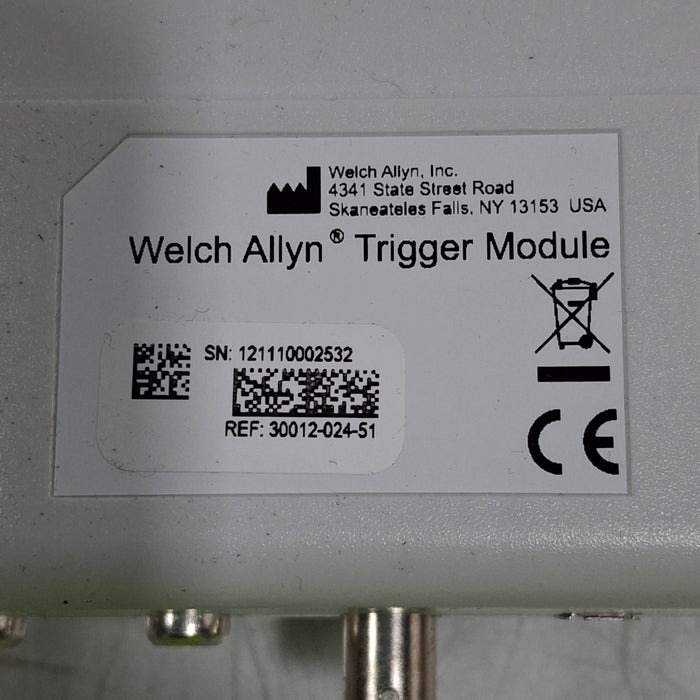 Welch Allyn, Inc.
4341 State Street Road
Skaneateles Falls, NY 13153 USA
Welch Allyn® Trigger Module
SN: 121110002532
REF: 30012-024-51
CE